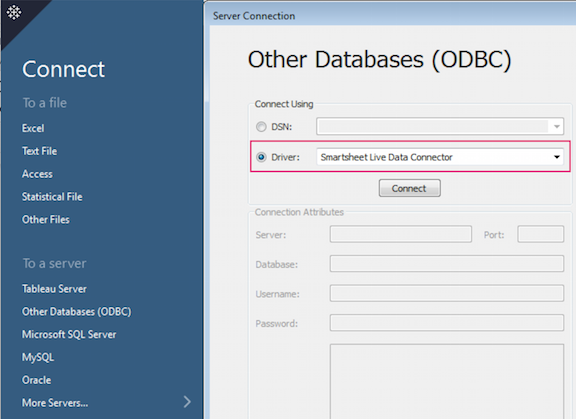 Connect
To a file
Excel
Text File
Access
Statistical File
Other Files
To a server
Tableau Server
Other Databases (ODBC)
Microsoft SQL Server
MySQL
Oracle
More Servers...
Server Connection
Other Databases (ODBC)
Connect Using
DSN:
Driver: Smartsheet Live Data Connector
Connect
Connection Attributes
Server: Port:
Database:
Username:
Password: